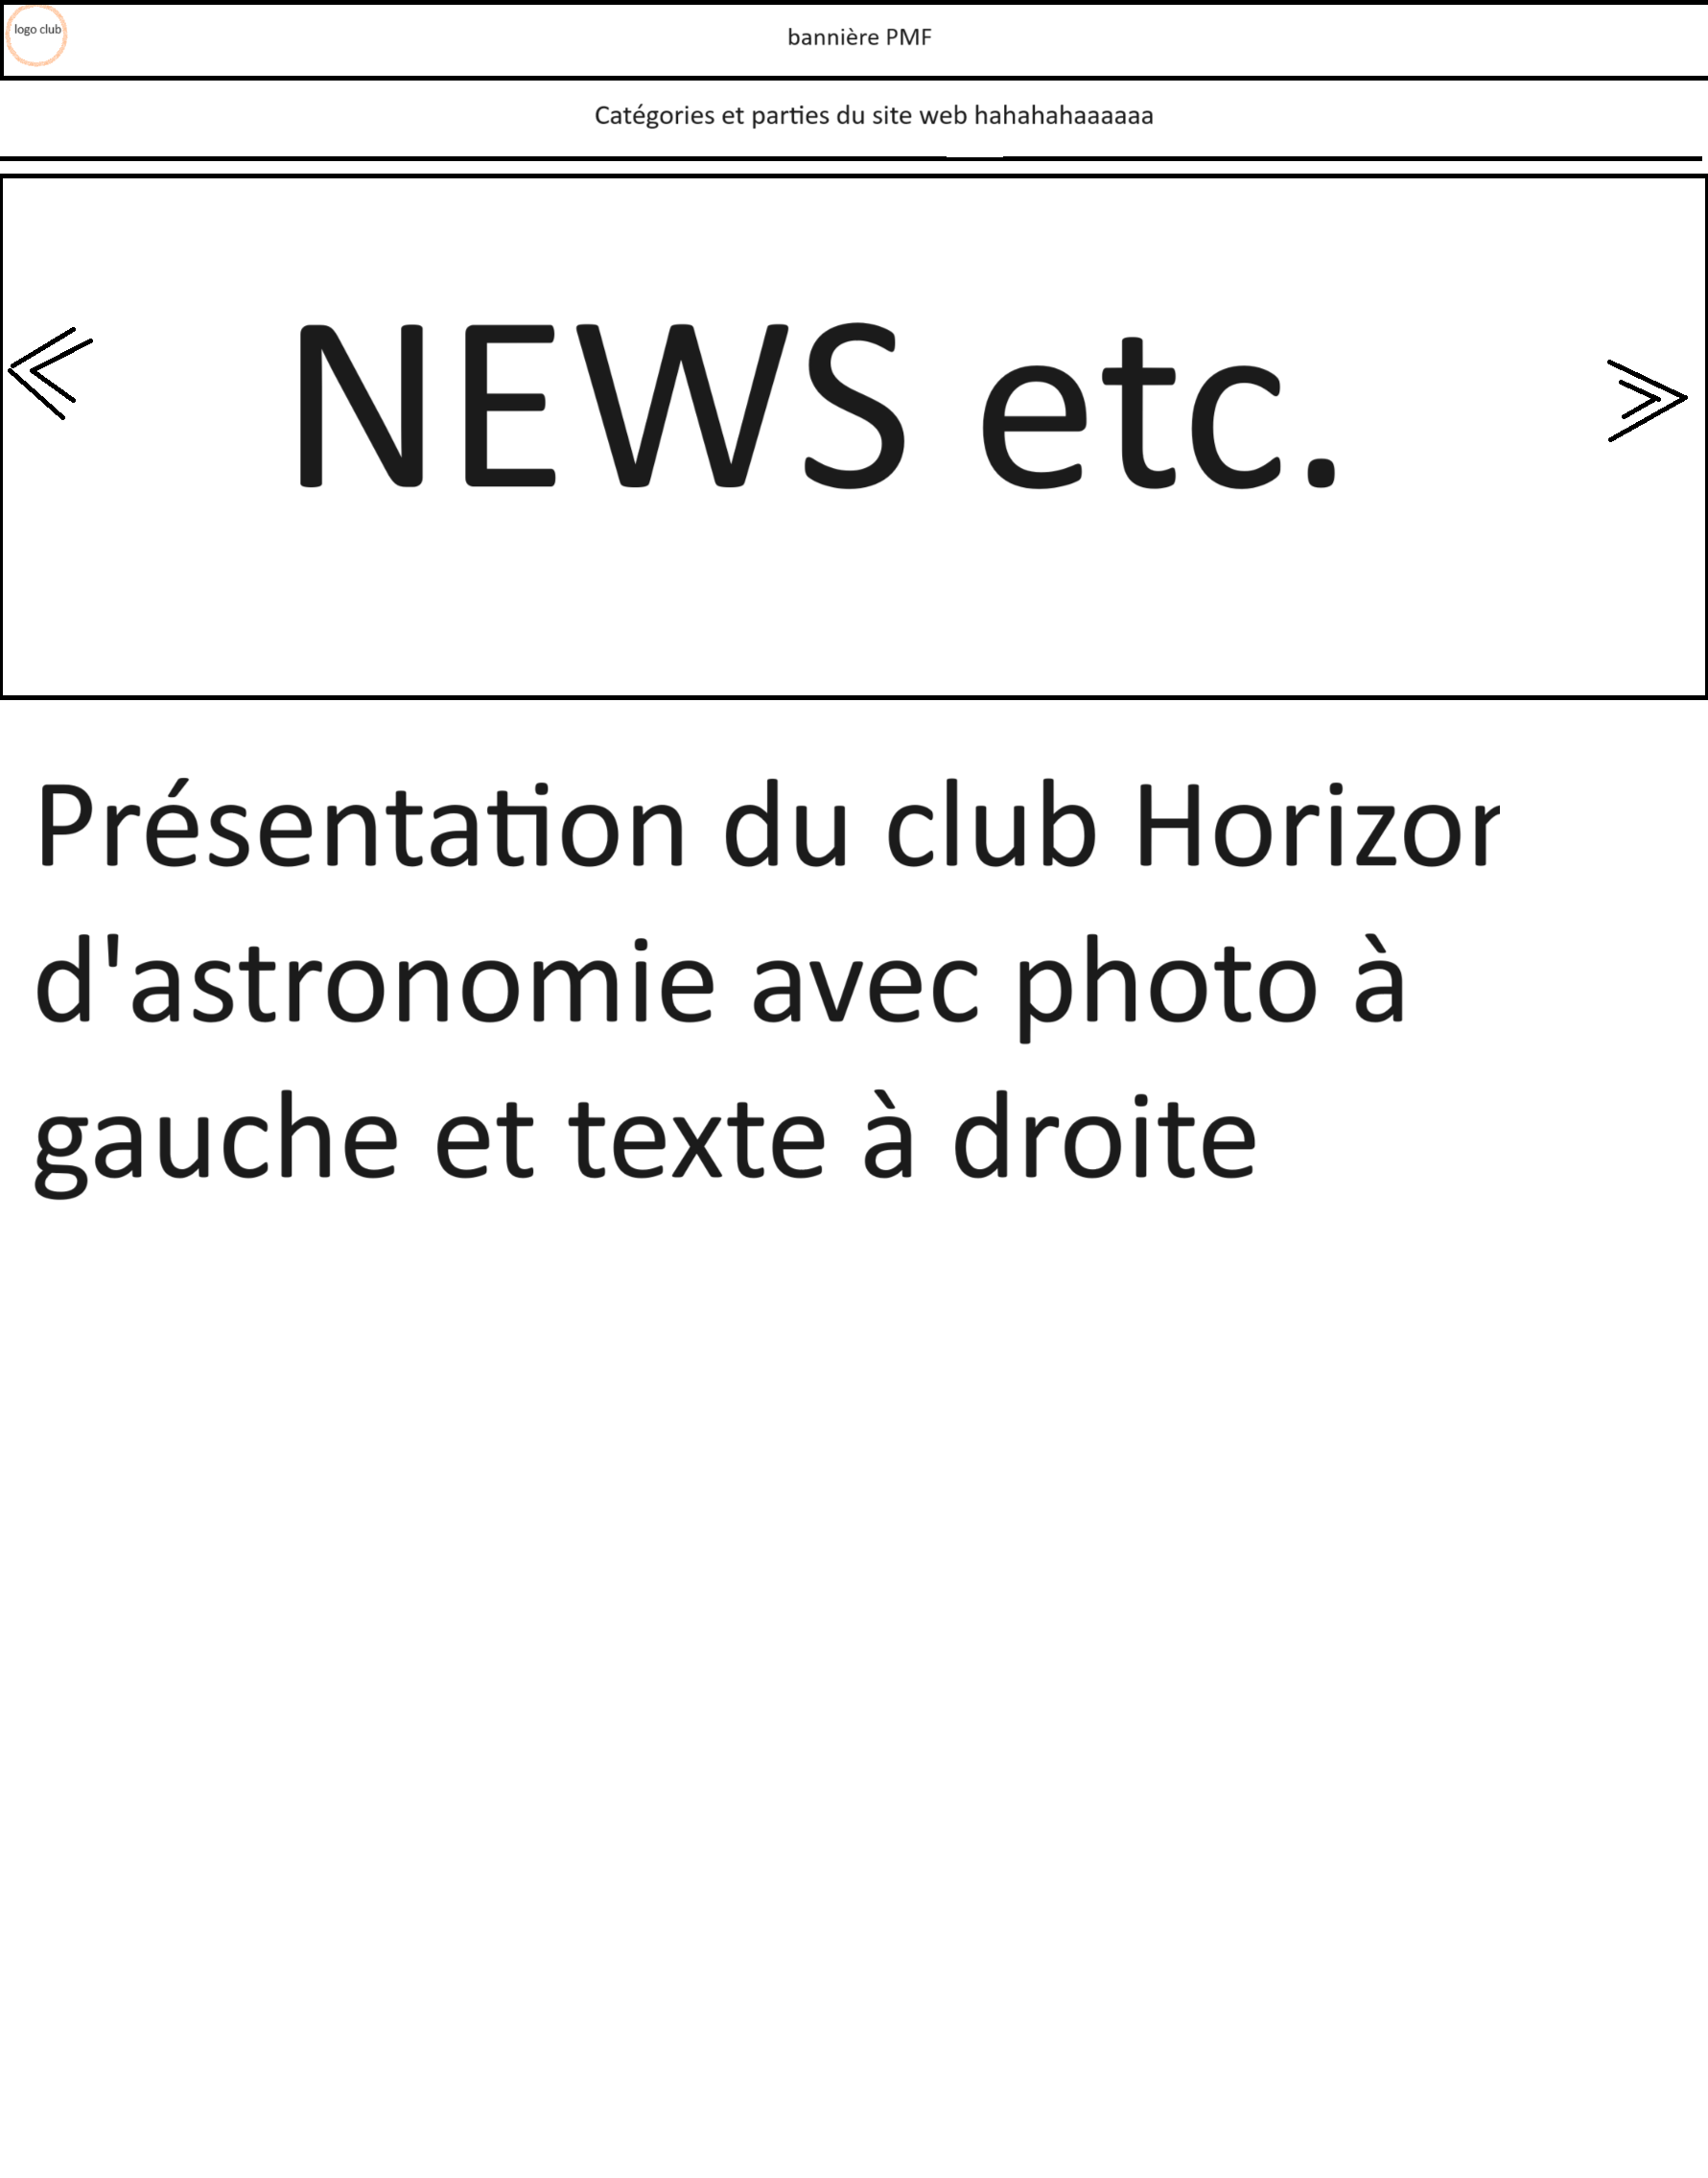 logo club
bannière PMF
Catégories et parties du site web hahahahaaaaaa
NEWS etc.
Présentation du club Horizor
d'astronomie avec photo à
gauche et texte à droite